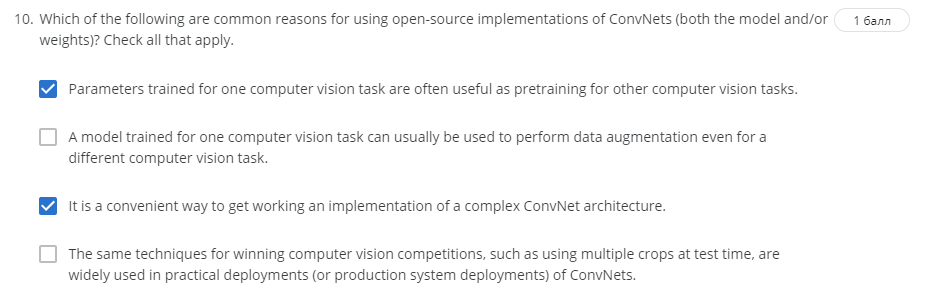 10. Which of the following are common reasons for using open-source implementations of ConvNets (both the model and/or
1 балл
weights)? Check all that apply.
Parameters trained for one computer vision task are often useful as pretraining for other computer vision tasks.
A model trained for one computer vision task can usually be used to perform data augmentation even for a
different computer vision task.
It is a convenient way to get working an implementation of a complex ConvNet architecture.
The same techniques for winning computer vision competitions, such as using multiple crops at test time, are
widely used in practical deployments (or production system deployments) of ConvNets.